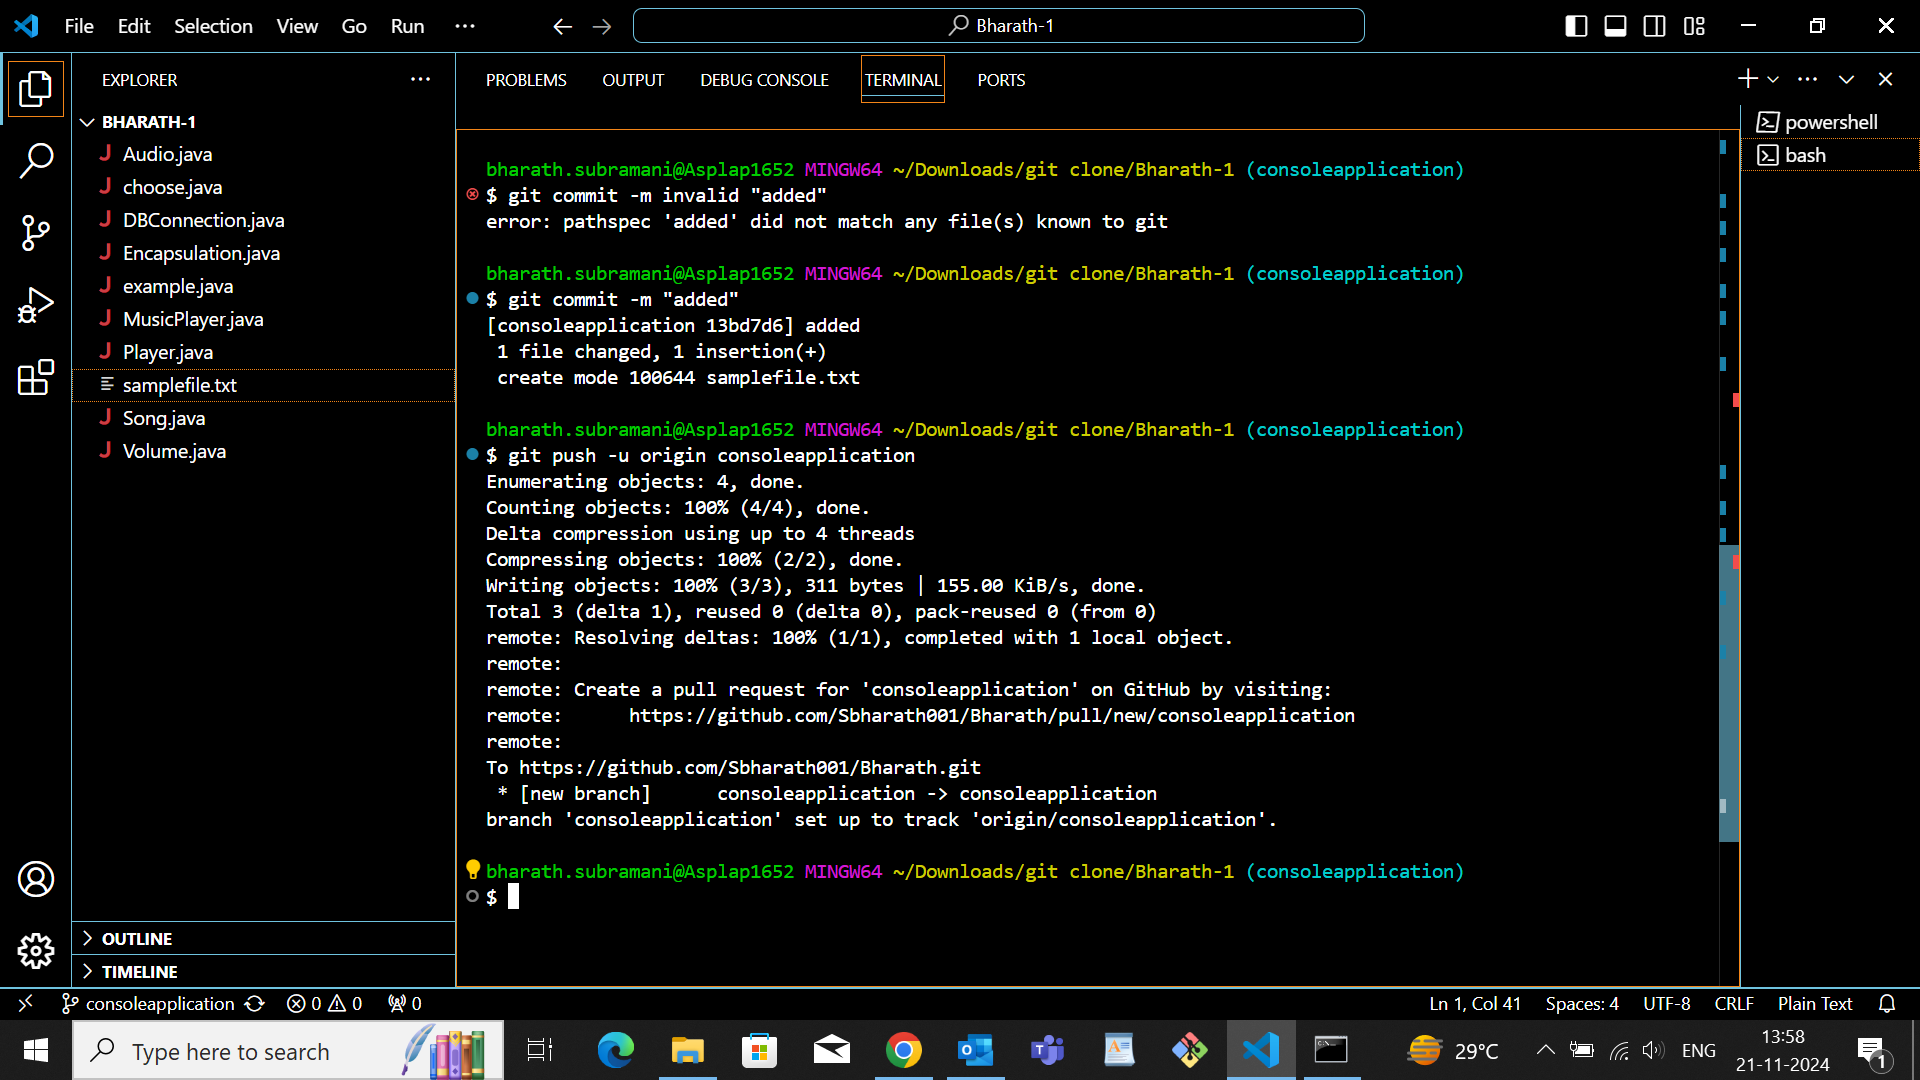 File Edit Selection View Go Run ···
Bharath-1
EXPLORER
BHARATH-1
Audio.java
choose.java
DBConnection.java
Encapsulation.java
example.java
MusicPlayer.java
Player.java
samplefile.txt
Song.java
Volume.java
OUTLINE
TIMELINE
PROBLEMS OUTPUT DEBUG CONSOLE TERMINAL PORTS
bharath.subramani@Asplap1652 MINGW64 ~/Downloads/git clone/Bharath-1 (consoleapplication)
$ git commit -m invalid "added"
error: pathspec 'added' did not match any file(s) known to git
bharath.subramani@Asplap1652 MINGW64 ~/Downloads/git clone/Bharath-1 (consoleapplication)
$ git commit -m "added"
[consoleapplication 13bd7d6] added
1 file changed, 1 insertion(+)
create mode 100644 samplefile.txt
bharath.subramani@Asplap1652 MINGW64 ~/Downloads/git clone/Bharath-1 (consoleapplication)
$ git push -u origin consoleapplication
Enumerating objects: 4, done.
Counting objects: 100% (4/4), done.
Delta compression using up to 4 threads
Compressing objects: 100% (2/2), done.
Writing objects: 100% (3/3), 311 bytes | 155.00 KiB/s, done.
Total 3 (delta 1), reused 0 (delta 0), pack-reused 0 (from 0)
remote: Resolving deltas: 100% (1/1), completed with 1 local object.
remote:
remote: Create a pull request for 'consoleapplication' on GitHub by visiting:
remote:      https://github.com/Sbharath001/Bharath/pull/new/consoleapplication
remote:
To https://github.com/Sbharath001/Bharath.git
* [new branch]      consoleapplication -> consoleapplication
branch 'consoleapplication' set up to track 'origin/consoleapplication'.
bharath.subramani@Asplap1652 MINGW64 ~/Downloads/git clone/Bharath-1 (consoleapplication)
$
powershell
bash
consoleapplication 0 0 0
Ln 1, Col 41 Spaces: 4 UTF-8 CRLF Plain Text
Type here to search
29°C ENG
13:58
21-11-2024
1